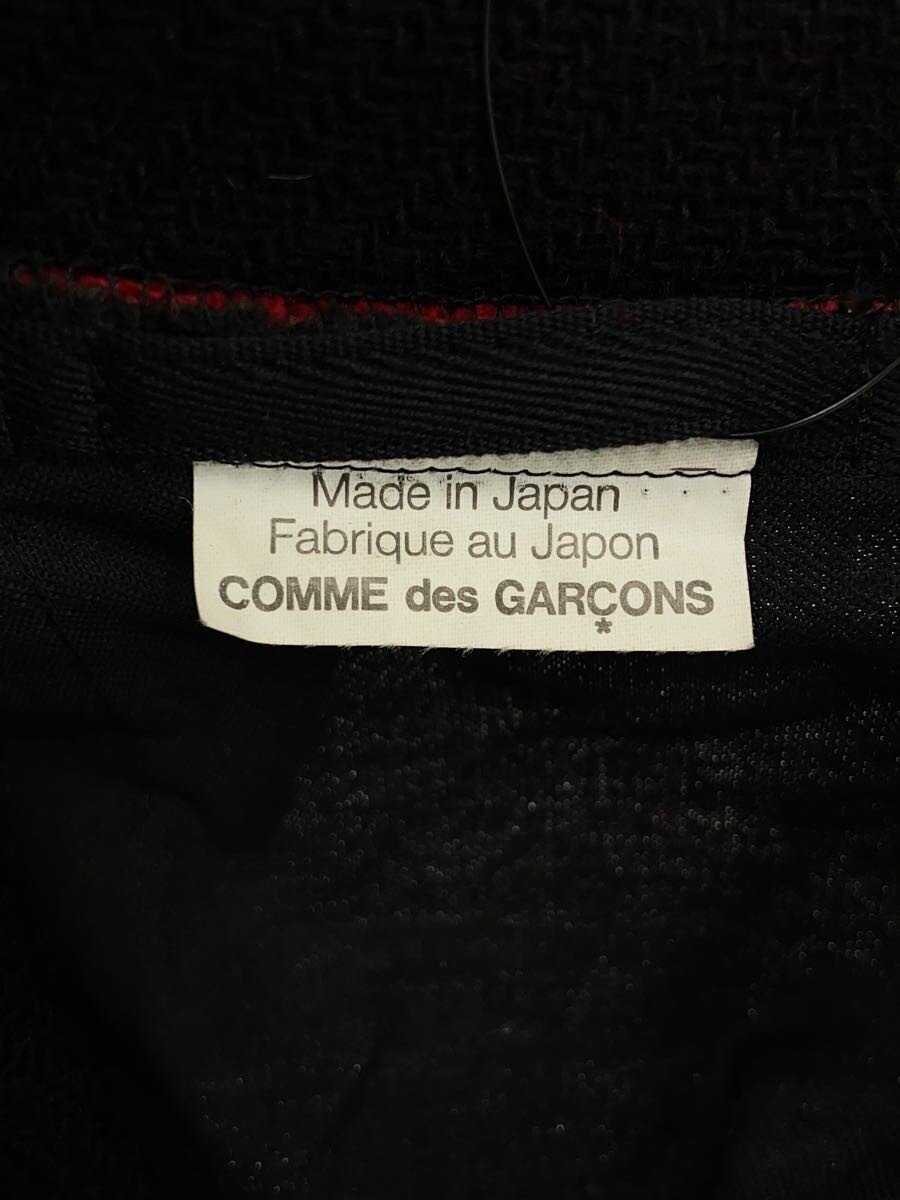 Made in Japan
Fabrique au Japon
COMME des GARÇONS
*